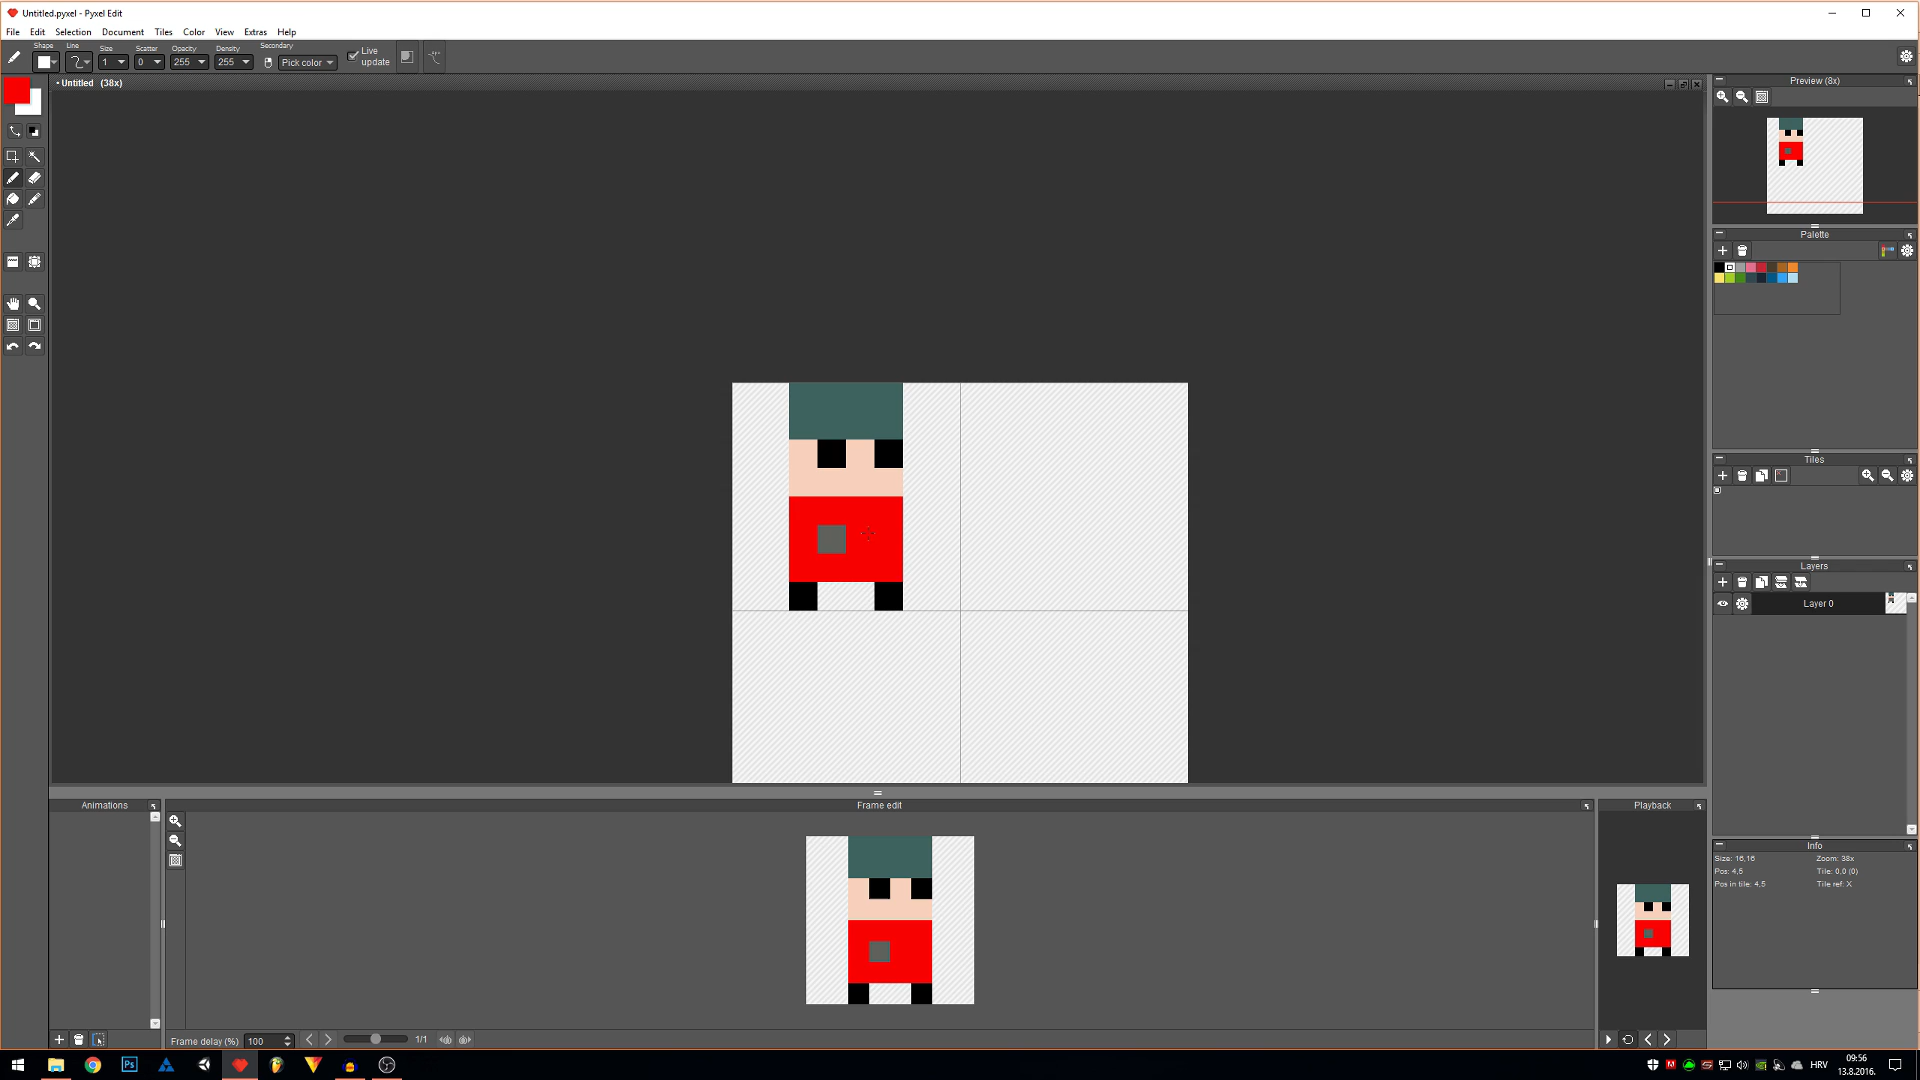 Untitled.pyxel - Pyxel Edit
File Edit Selection Document Tiles Color View Extras Help
Shape Line Size Scatter Opacity Density Secondary
1 0 255 255 Pick color Live update
• Untitled (38x)
Preview (8x)
Palette
Tiles
Layers
Layer 0
Animations
Frame edit
Playback
Info
Size: 16,16 Zoom: 38x
Pos: 4,5 Tile: 0,0 (0)
Pos in tile: 4,5 Tile ref: X
Frame delay (%) 100 1/1
Ps
HRV
09:56
13.8.2016.